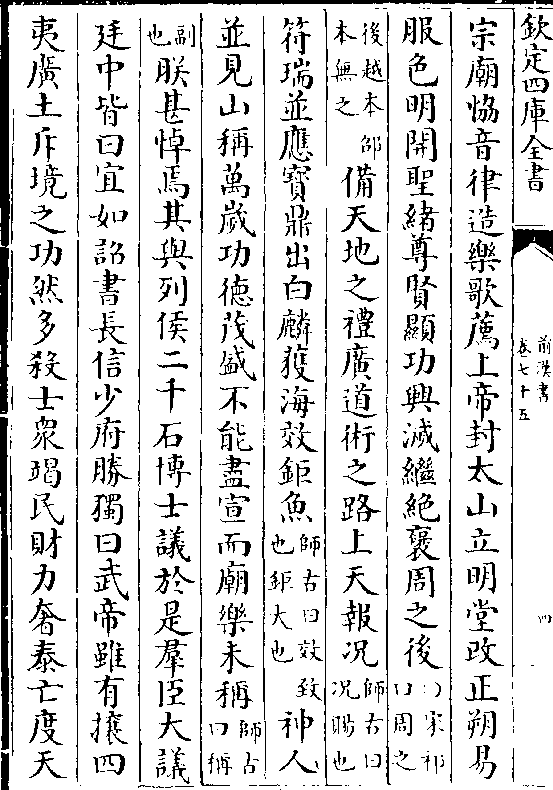 欽定四庫全書
前漢書
卷七十五
四
宗廟恊音律造樂歌薦上帝封太山立明堂改正朔易
服色明開聖緒尊賢顯功興滅繼絶褒周之後宋祁曰周之
後越本邵本無之備天地之禮廣道術之路上天報况師古曰况賜也
符瑞並應寳鼎出白麟獲海效鉅魚師古曰效致也鉅大也神人
並見山稱萬嵗功德茂盛不能盡宣而廟樂未稱師古曰稱
副也朕甚悼焉其與列侯二千石博士議於是羣臣大議
廷中皆曰宜如詔書長信少府勝獨曰武帝雖有攘四
夷廣土斥境之功然多殺士衆竭民財力奢泰亡度天